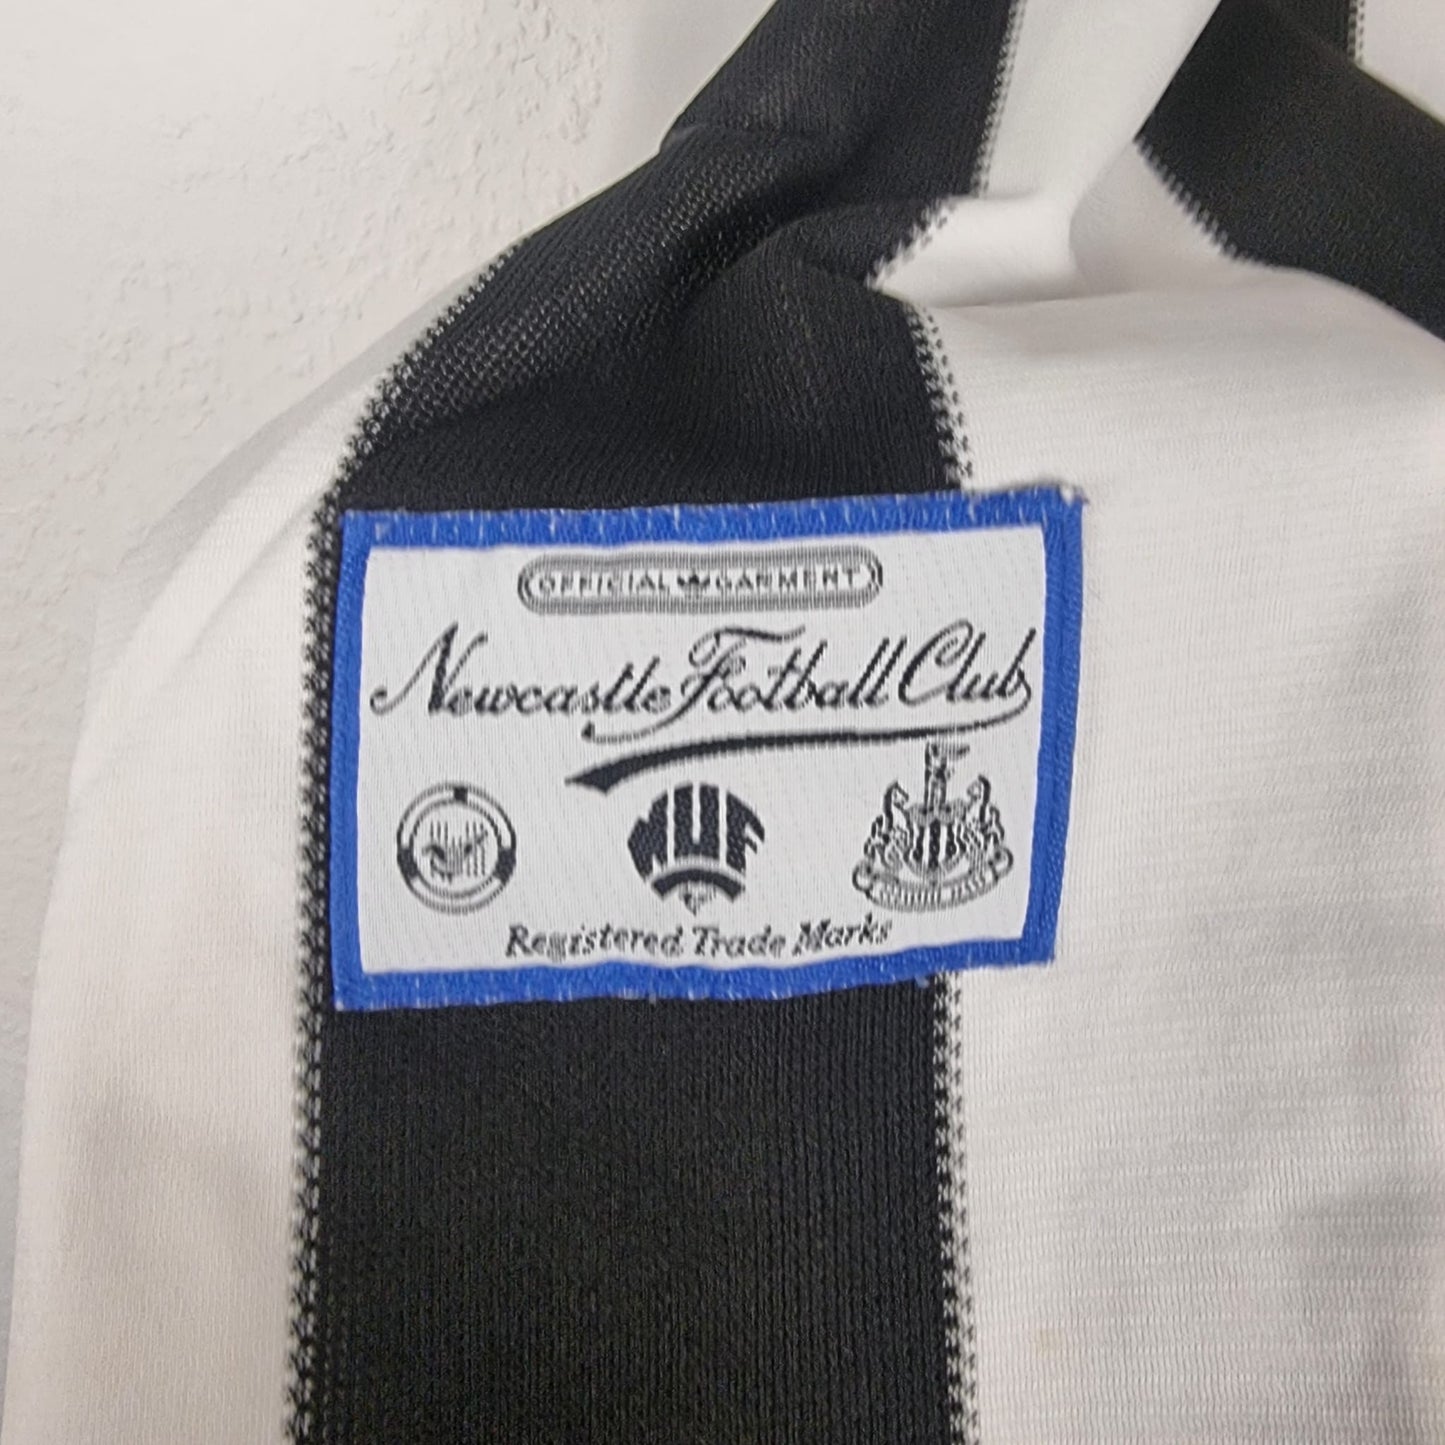 OFFICIAL GARMENT
Newcastle Football Club
NUF
Registered Trade Marks